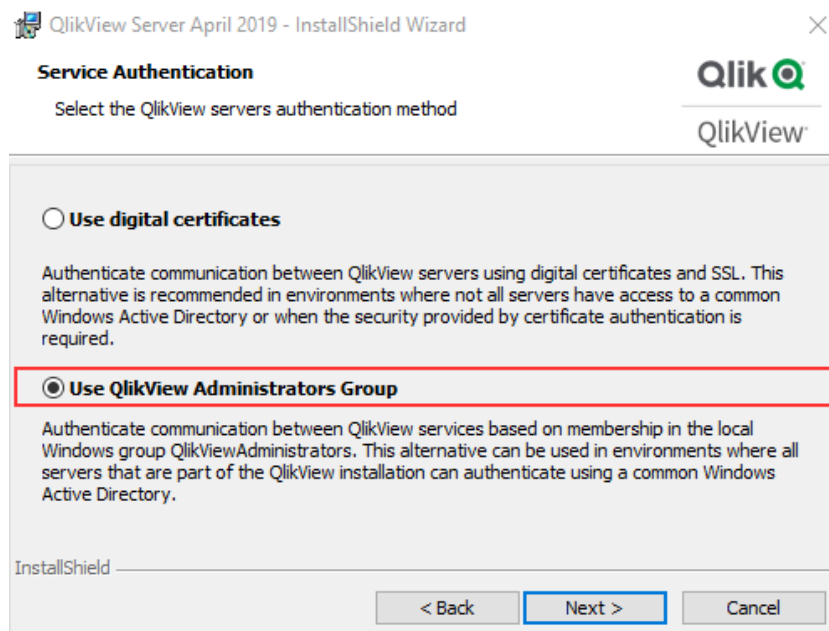 QlikView Server April 2019 - InstallShield Wizard
Service Authentication
Select the QlikView servers authentication method
Qlik
QlikView
Use digital certificates
Authenticate communication between QlikView servers using digital certificates and SSL. This
alternative is recommended in environments where not all servers have access to a common
Windows Active Directory or when the security provided by certificate authentication is
required.
Use QlikView Administrators Group
Authenticate communication between QlikView services based on membership in the local
Windows group QlikViewAdministrators. This alternative can be used in environments where all
servers that are part of the QlikView installation can authenticate using a common Windows
Active Directory.
InstallShield
< Back
Next >
Cancel